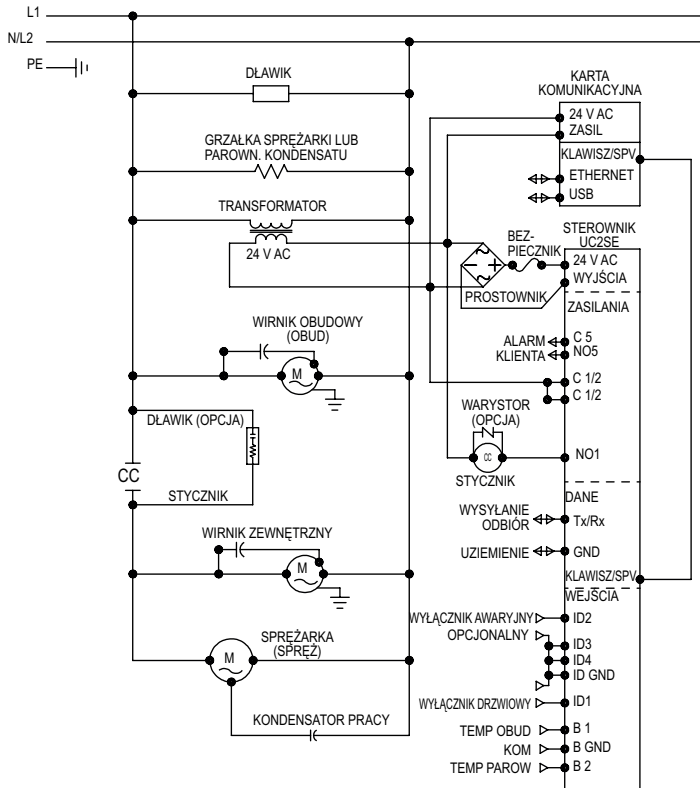 L1
N/L2
PE
DŁAWIK
GRZAŁKA SPRĘŻARKI LUB
PAROWN. KONDENSATU
TRANSFORMATOR
24 V AC
WIRNIK OBUDOWY
(OBUD)
M
DŁAWIK (OPCJA)
CC
STYCZNIK
WIRNIK ZEWNĘTRZNY
M
SPRĘŻARKA
(SPRĘŻ)
M
KONDENSATOR PRACY
KARTA
KOMUNIKACYJNA
24 V AC
ZASIL
KLAWISZ/SPV
ETHERNET
USB
BEZ-
PIECZNIK
PROSTOWNIK
STEROWNIK
UC2SE
24 V AC
WYJŚCIA
ZASILANIA
ALARM
KLIENTA
C 5
NO5
C 1/2
C 1/2
WARYSTOR
(OPCJA)
CC
STYCZNIK
NO1
DANE
WYSYŁANIE
ODBIÓR
Tx/Rx
UZIEMIENIE
GND
KLAWISZ/SPV
WEJŚCIA
WYŁĄCZNIK AWARYJNY
ID2
OPCJONALNY
ID3
ID4
ID GND
WYŁĄCZNIK DRZWIOWY
ID1
TEMP OBUD
B 1
KOM
B GND
TEMP PAROW
B 2